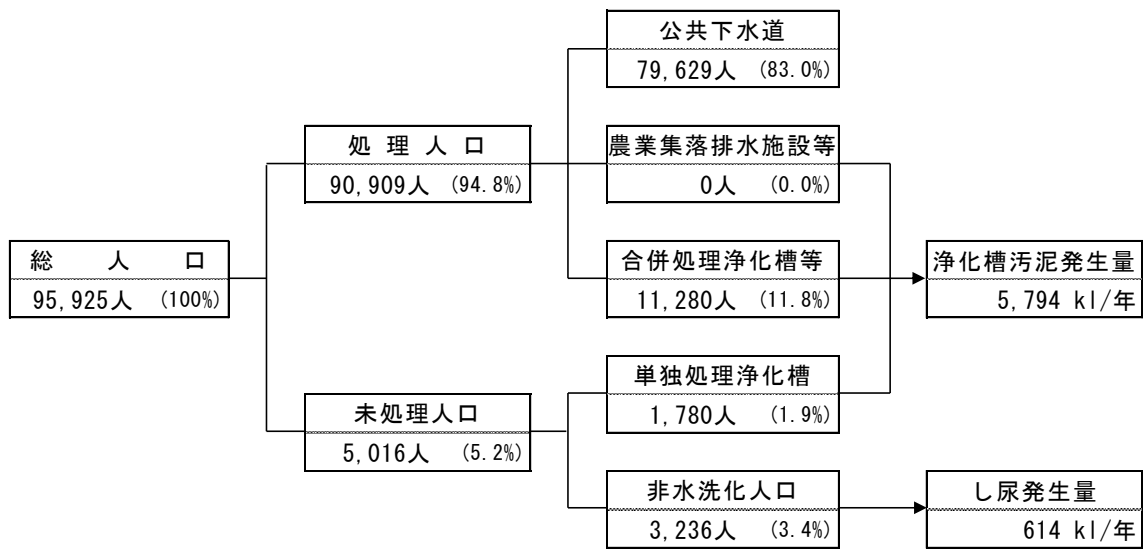 公共下水道
79,629人 (83.0%)
処理人口
90,909人 (94.8%)
農業集落排水施設等
0人 (0.0%)
総人口
95,925人 (100%)
合併処理浄化槽等
11,280人 (11.8%)
浄化槽汚泥発生量
5,794 kl/年
単独処理浄化槽
1,780人 (1.9%)
未処理人口
5,016人 (5.2%)
非水洗化人口
3,236人 (3.4%)
し尿発生量
614 kl/年